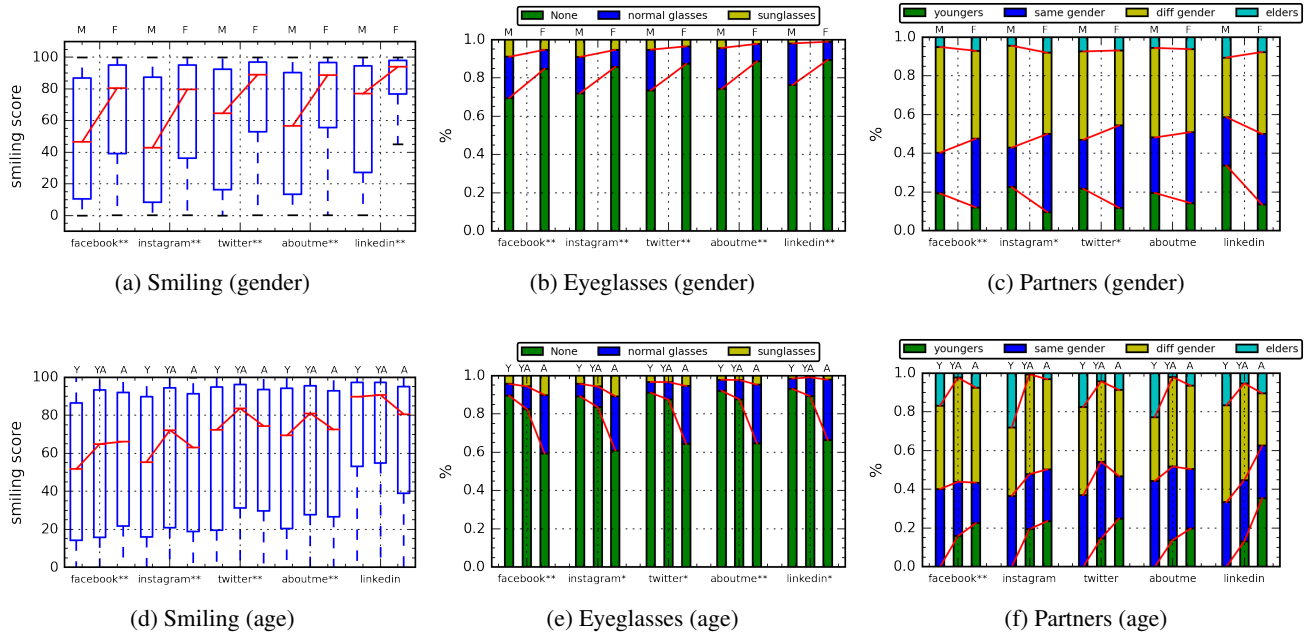 M F M F M F M F M F
100
80
60
40
20
0
smiling score
facebook** instagram** twitter** aboutme** linkedin**
(a) Smiling (gender)
None normal glasses sunglasses
M F M F M F M F M F
1.0
0.8
0.6
0.4
0.2
0.0
%
facebook** instagram** twitter** aboutme** linkedin**
(b) Eyeglasses (gender)
youngers same gender diff gender elders
M F M F M F M F M F
1.0
0.8
0.6
0.4
0.2
0.0
%
facebook** instagram* twitter* aboutme linkedin
(c) Partners (gender)
Y YA A Y YA A Y YA A Y YA A Y YA A
100
80
60
40
20
0
smiling score
facebook** instagram** twitter** aboutme** linkedin
(d) Smiling (age)
None normal glasses sunglasses
Y YA A Y YA A Y YA A Y YA A Y YA A
1.0
0.8
0.6
0.4
0.2
0.0
%
facebook** instagram* twitter* aboutme** linkedin*
(e) Eyeglasses (age)
youngers same gender diff gender elders
Y YA A Y YA A Y YA A Y YA A Y YA A
1.0
0.8
0.6
0.4
0.2
0.0
%
facebook** instagram twitter aboutme linkedin
(f) Partners (age)